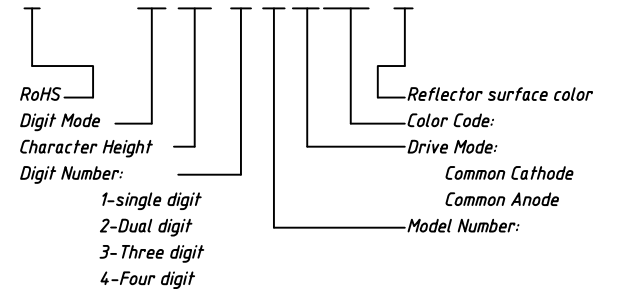 RoHS
Digit Mode
Character Height
Digit Number:
1-single digit
2-Dual digit
3-Three digit
4-Four digit
Reflector surface color
Color Code:
Drive Mode:
Common Cathode
Common Anode
Model Number: